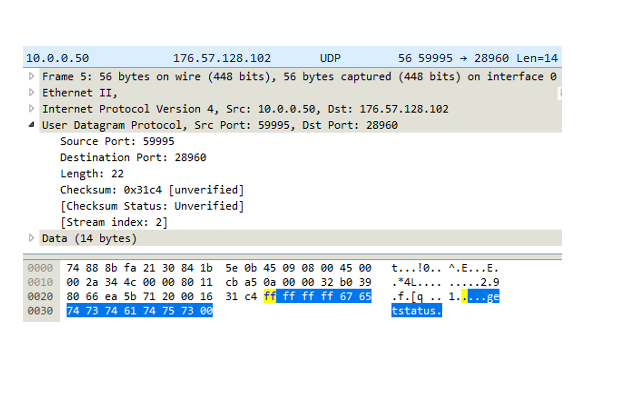 10.0.0.50 176.57.128.102 UDP 56 59995 → 28960 Len=14
Frame 5: 56 bytes on wire (448 bits), 56 bytes captured (448 bits) on interface 0
Ethernet II,
Internet Protocol Version 4, Src: 10.0.0.50, Dst: 176.57.128.102
User Datagram Protocol, Src Port: 59995, Dst Port: 28960
Source Port: 59995
Destination Port: 28960
Length: 22
Checksum: 0x31c4 [unverified]
[Checksum Status: Unverified]
[Stream index: 2]
Data (14 bytes)
0000 74 88 8b fa 21 30 84 1b 5e 0b 45 09 08 00 45 00 t...!0.. ^.E...E.
0010 00 2a 34 4c 00 00 80 11 cb a5 0a 00 00 32 b0 39 .*4L.... .....2.9
0020 80 66 ea 5b 71 20 00 16 31 c4 ff ff ff ff 67 65 .f.[q .. 1.....ge
0030 74 73 74 61 74 75 73 00 tstatus.